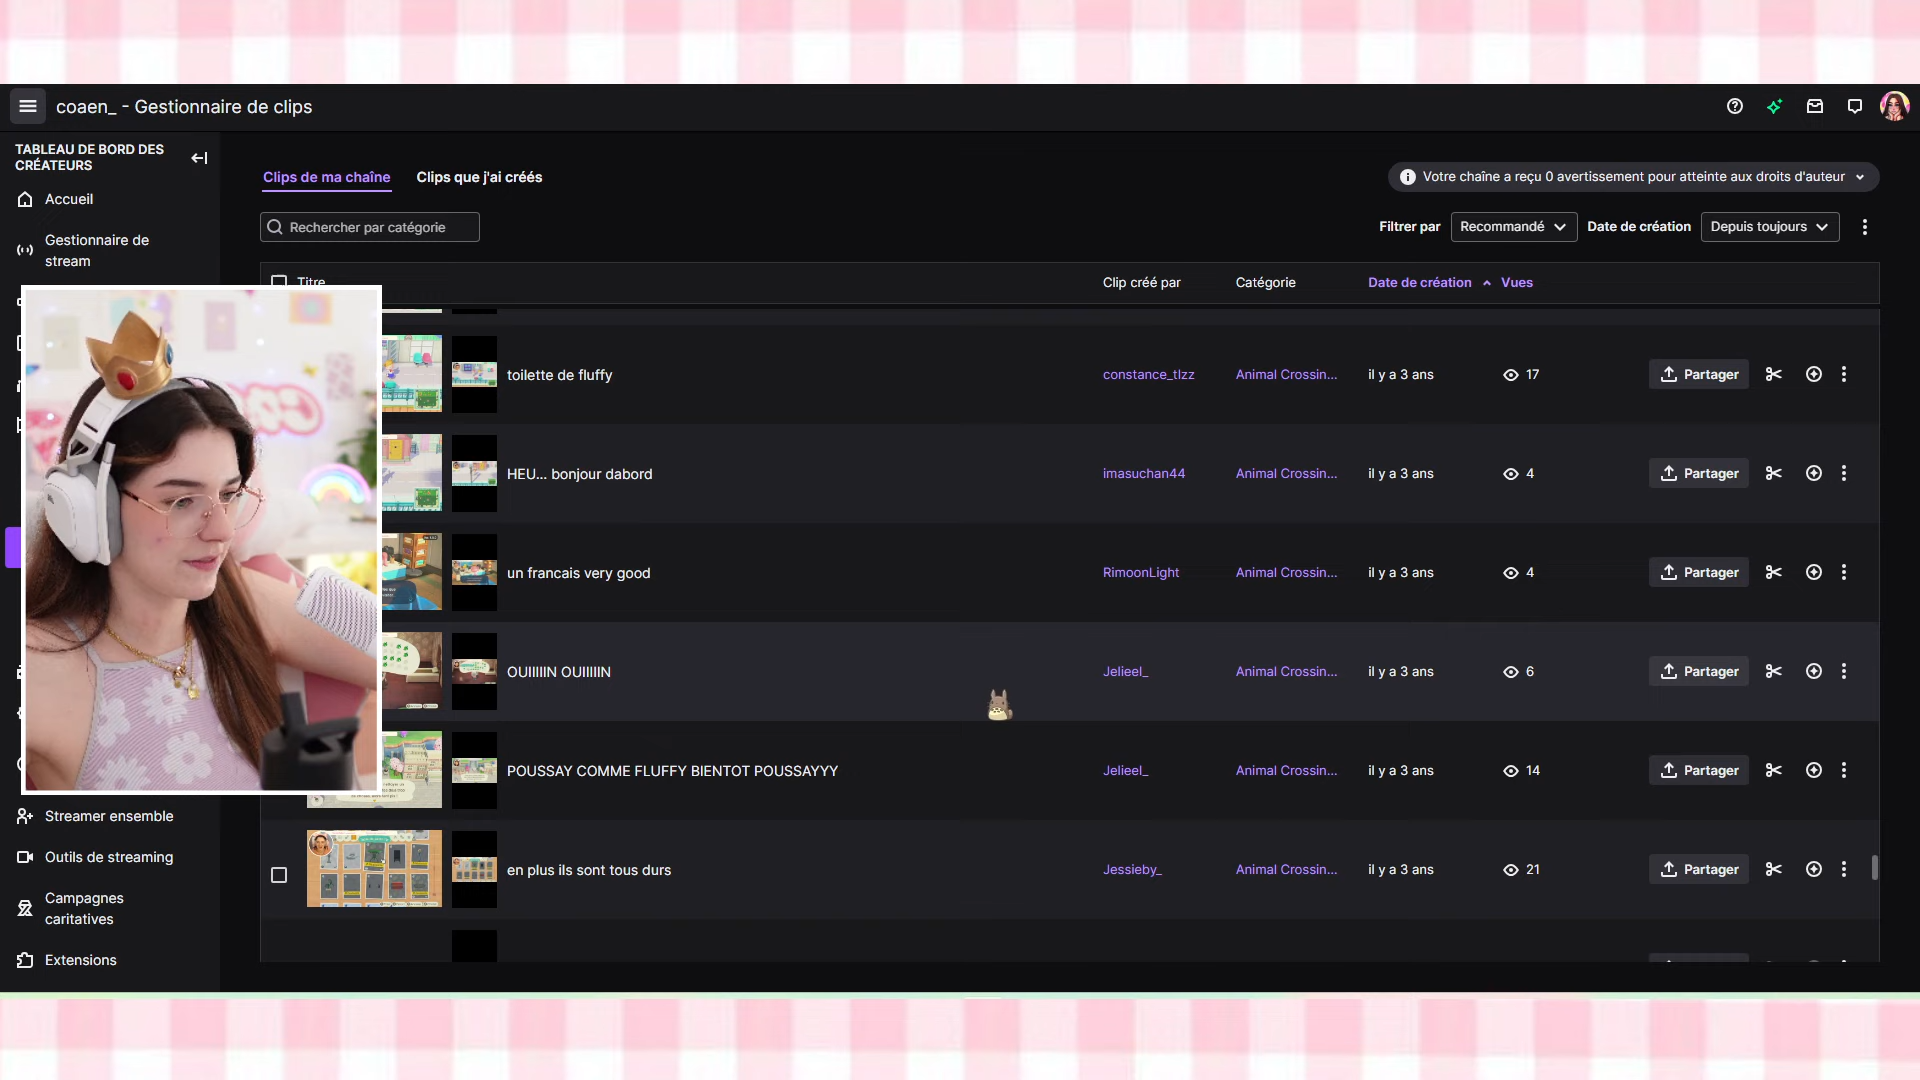 coaen_ - Gestionnaire de clips
TABLEAU DE BORD DES
CRÉATEURS
Accueil
Gestionnaire de
stream
Streamer ensemble
Outils de streaming
Campagnes
caritatives
Extensions
Clips de ma chaîne
Clips que j'ai créés
Votre chaîne a reçu 0 avertissement pour atteinte aux droits d'auteur
Rechercher par catégorie
Filtrer par
Recommandé
Date de création
Depuis toujours
Titre
Clip créé par
Catégorie
Date de création
Vues
toilette de fluffy
constance_tlzz
Animal Crossin...
il y a 3 ans
17
Partager
HEU... bonjour dabord
imasuchan44
Animal Crossin...
il y a 3 ans
4
Partager
un francais very good
RimoonLight
Animal Crossin...
il y a 3 ans
4
Partager
OUIIIIIN OUIIIIIN
Jelieel_
Animal Crossin...
il y a 3 ans
6
Partager
POUSSAY COMME FLUFFY BIENTOT POUSSAYYY
Jelieel_
Animal Crossin...
il y a 3 ans
14
Partager
en plus ils sont tous durs
Jessieby_
Animal Crossin...
il y a 3 ans
21
Partager